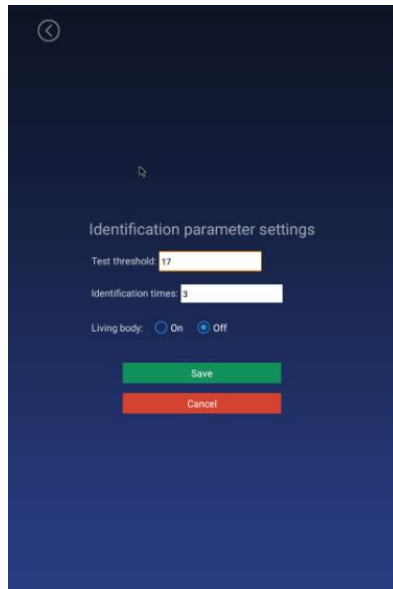 Identification parameter settings
Test threshold: 17
Identification times: 3
Living body: On Off
Save
Cancel